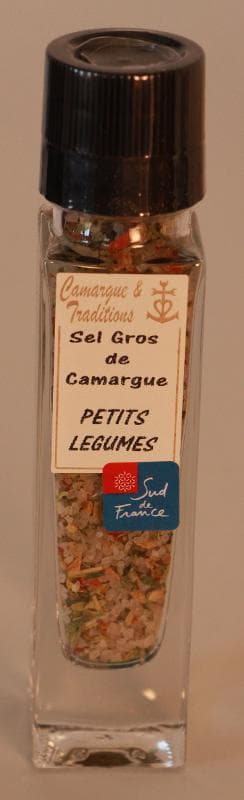 Camargue &
Traditions
Sel Gros
de
Camargue
PETITS
LEGUMES
Sud
de
France